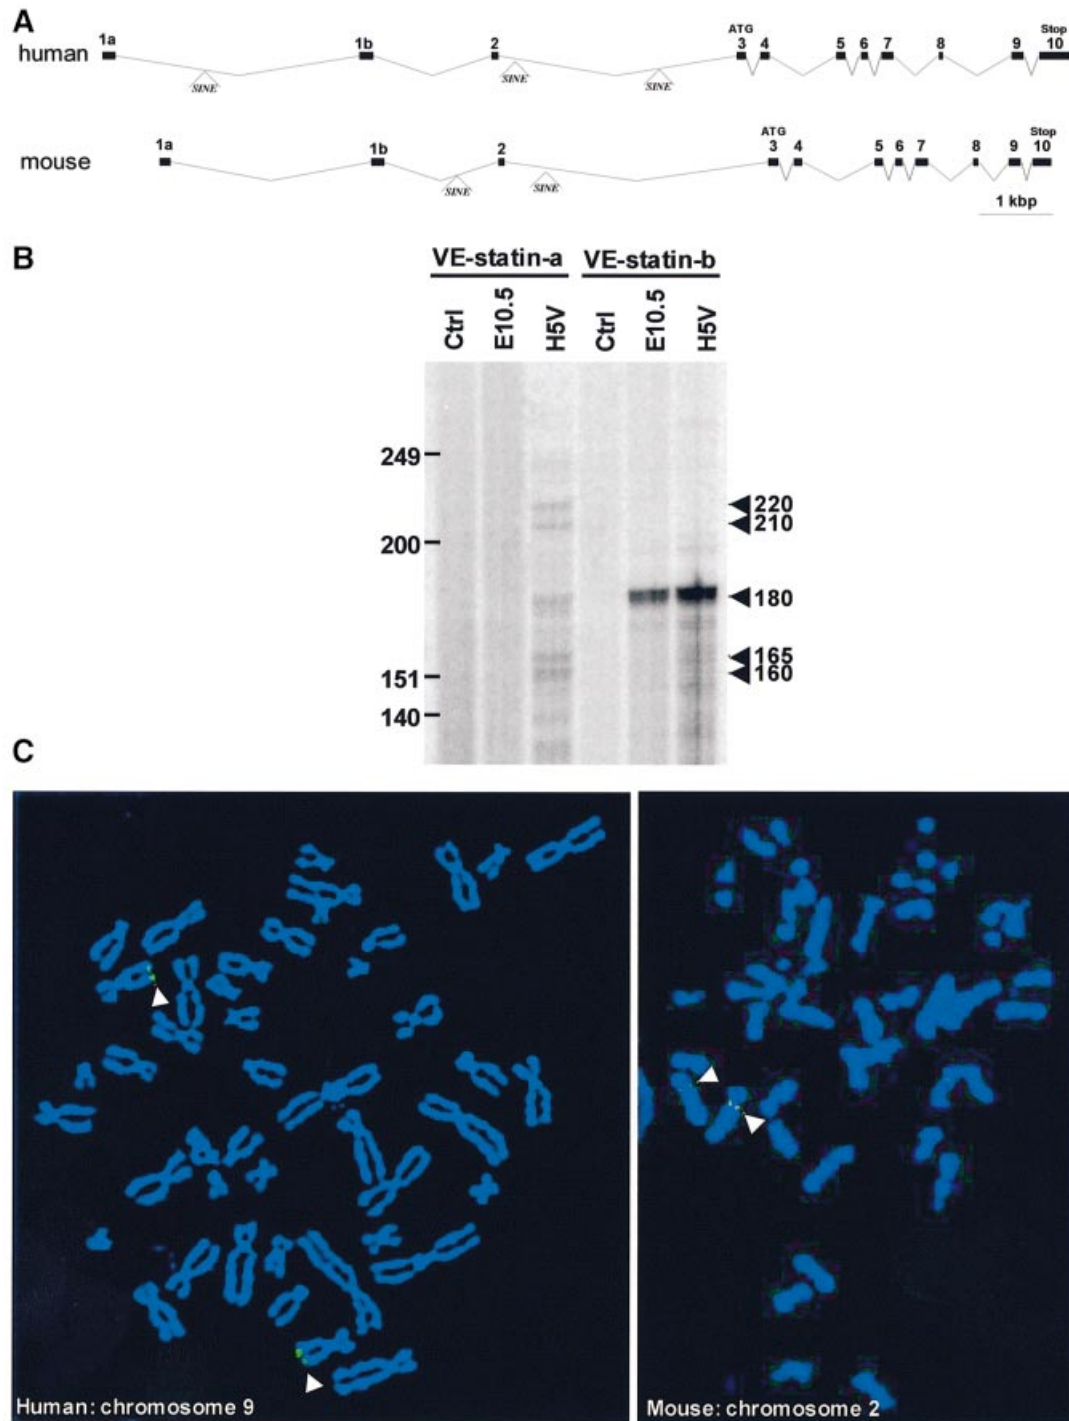 A
human
1a 1b 2 ATG 3 4 5 6 7 8 9 Stop 10
SINE SINE SINE
mouse
1a 1b 2 ATG 3 4 5 6 7 8 9 Stop 10
SINE SINE
1 kbp
B
VE-statin-a VE-statin-b
Ctrl E10.5 H5V Ctrl E10.5 H5V
249
200
151
140
220
210
180
165
160
C
Human: chromosome 9
Mouse: chromosome 2